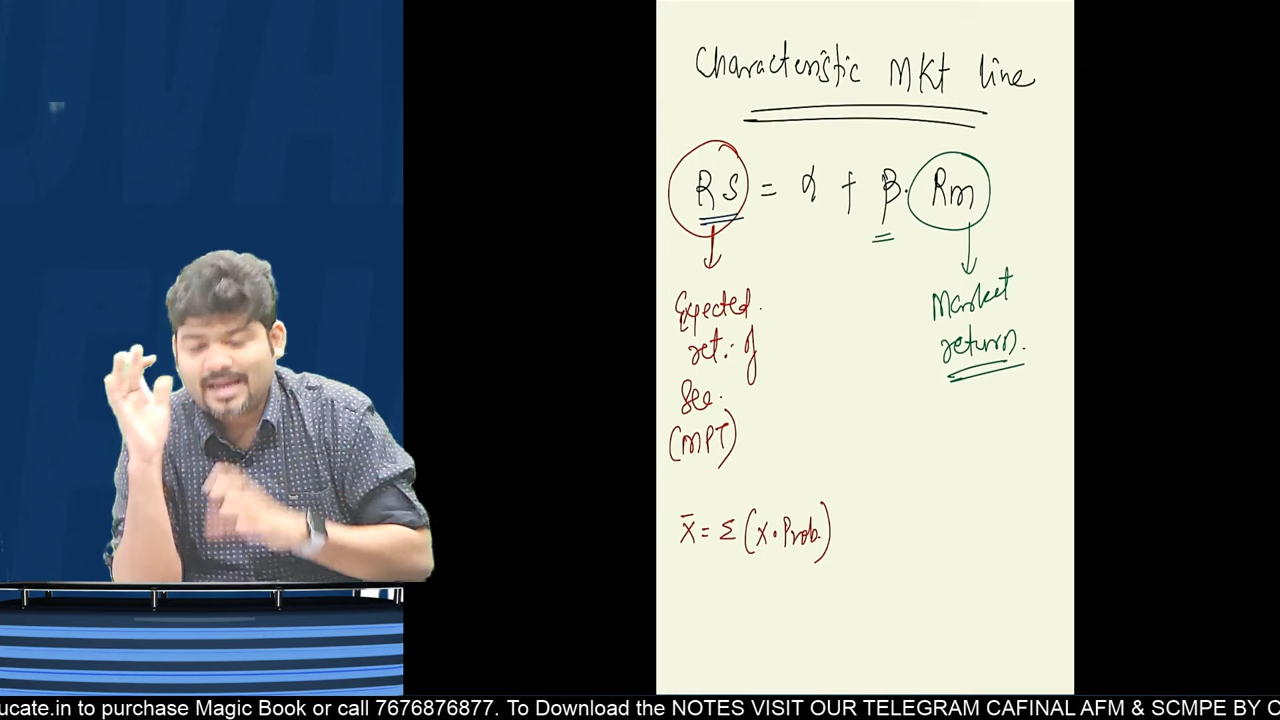 Characteristic MKt line
RS = α + β. Rm
Expected. ret. of Sec. (MPT)
Market return.
X̄ = Σ (X • Prob.)
ucate.in to purchase Magic Book or call 7676876877. To Download the NOTES VISIT OUR TELEGRAM CAFINAL AFM & SCMPE BY C